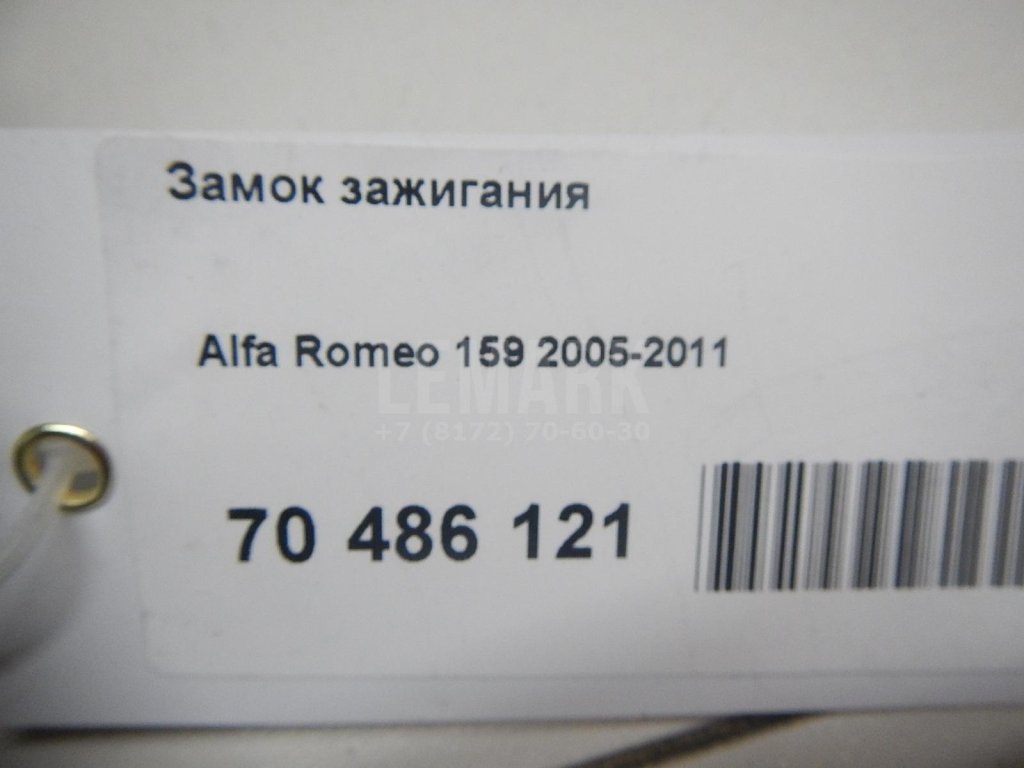 Замок зажигания
Alfa Romeo 159 2005-2011
LEMARK
+7 (8172) 70-60-30
70 486 121